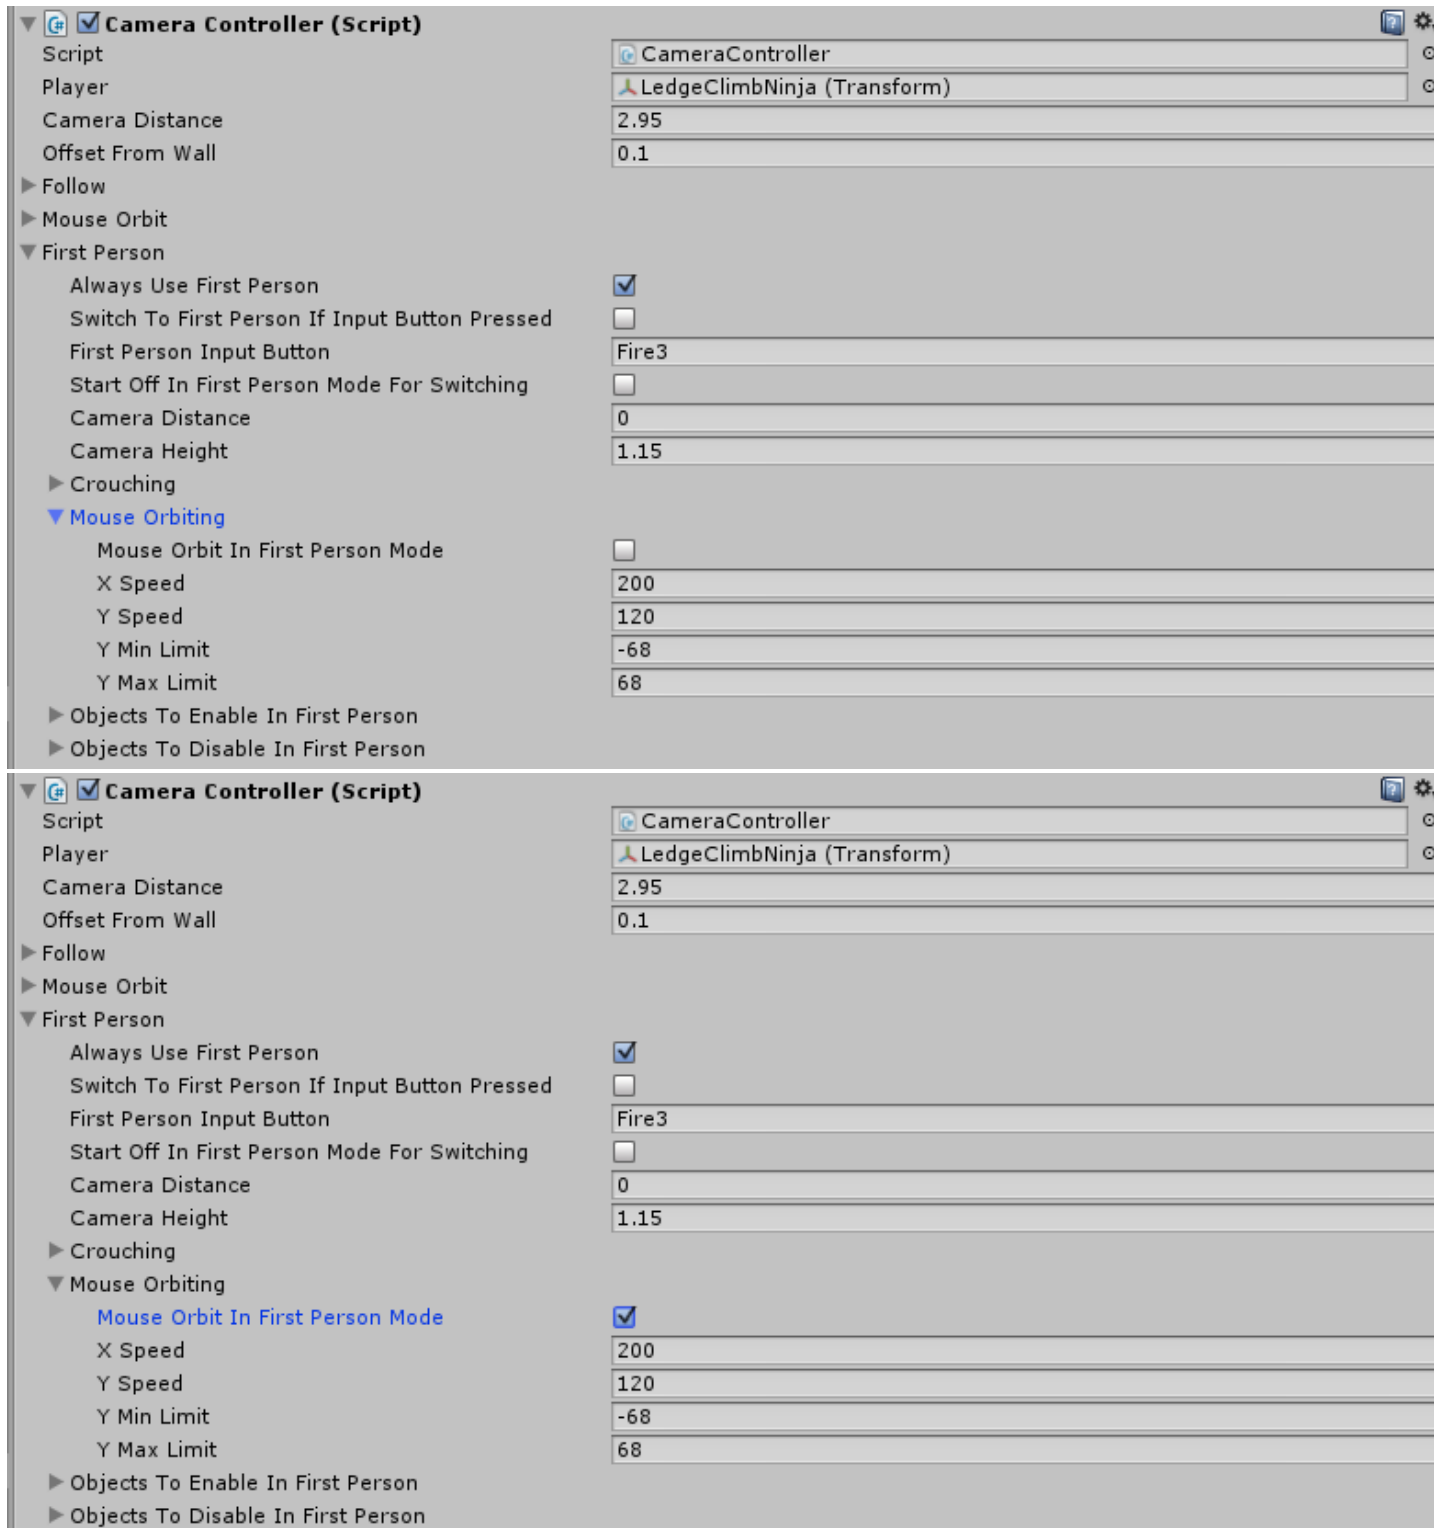 Camera Controller (Script)
Script CameraController
Player LedgeClimbNinja (Transform)
Camera Distance 2.95
Offset From Wall 0.1
Follow
Mouse Orbit
First Person
Always Use First Person
Switch To First Person If Input Button Pressed
First Person Input Button Fire3
Start Off In First Person Mode For Switching
Camera Distance 0
Camera Height 1.15
Crouching
Mouse Orbiting
Mouse Orbit In First Person Mode
X Speed 200
Y Speed 120
Y Min Limit -68
Y Max Limit 68
Objects To Enable In First Person
Objects To Disable In First Person
Camera Controller (Script)
Script CameraController
Player LedgeClimbNinja (Transform)
Camera Distance 2.95
Offset From Wall 0.1
Follow
Mouse Orbit
First Person
Always Use First Person
Switch To First Person If Input Button Pressed
First Person Input Button Fire3
Start Off In First Person Mode For Switching
Camera Distance 0
Camera Height 1.15
Crouching
Mouse Orbiting
Mouse Orbit In First Person Mode
X Speed 200
Y Speed 120
Y Min Limit -68
Y Max Limit 68
Objects To Enable In First Person
Objects To Disable In First Person